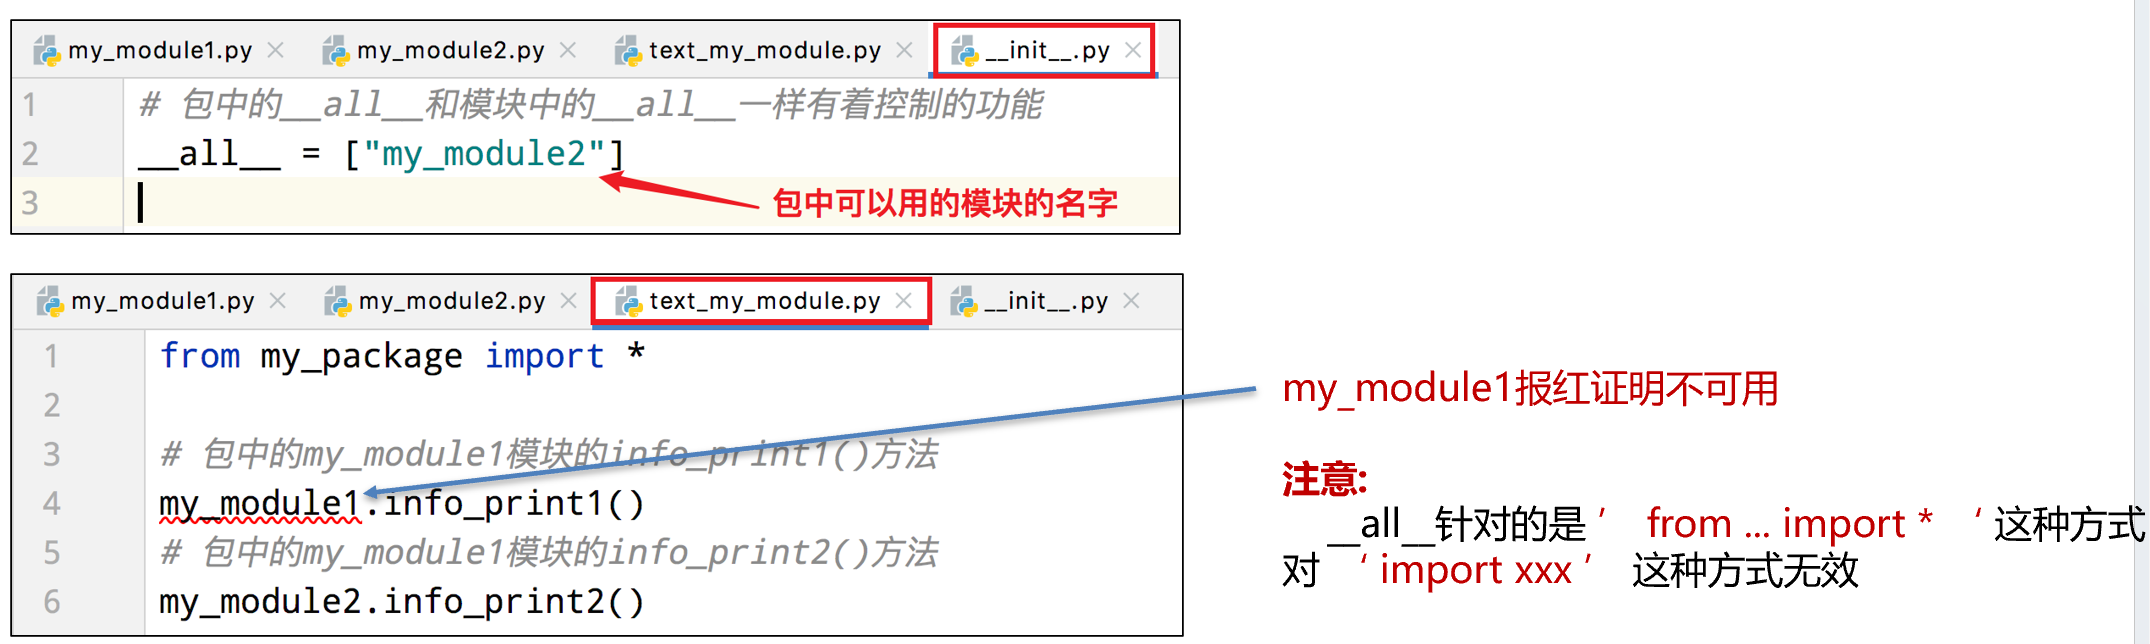 my_module1.py my_module2.py text_my_module.py __init__.py
1 # 包中的__all__和模块中的__all__一样有着控制的功能
2 __all__ = ["my_module2"]
3
包中可以用的模块的名字
my_module1.py my_module2.py text_my_module.py __init__.py
1 from my_package import *
2
3 # 包中的my_module1模块的info_print1()方法
4 my_module1.info_print1()
5 # 包中的my_module1模块的info_print2()方法
6 my_module2.info_print2()
my_module1报红证明不可用
注意:
__all__针对的是 ’ from ... import * ‘ 这种方式
对 ‘ import xxx ’ 这种方式无效